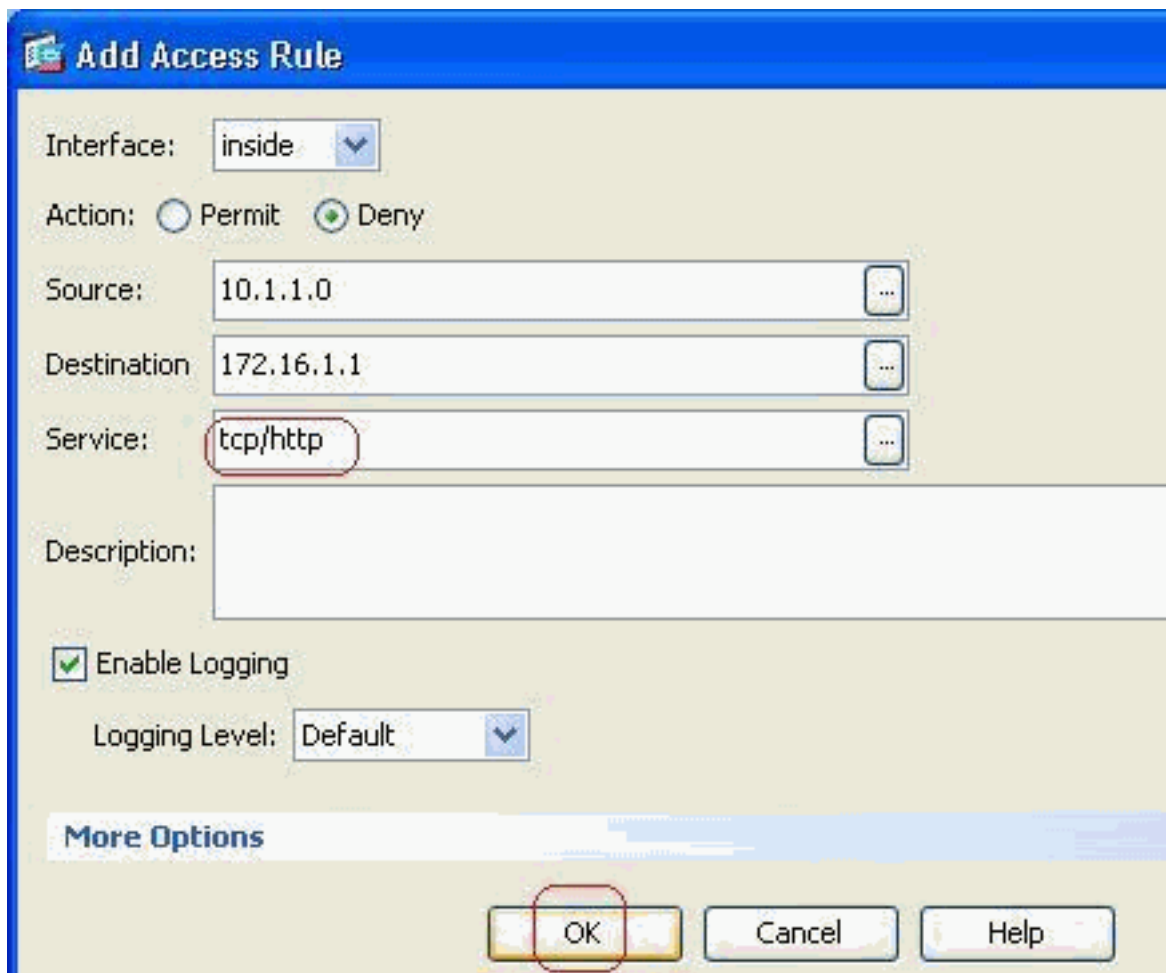 Add Access Rule
Interface: inside
Action: Permit Deny
Source: 10.1.1.0 ...
Destination 172.16.1.1 ...
Service: tcp/http ...
Description:
Enable Logging
Logging Level: Default
More Options
OK Cancel Help